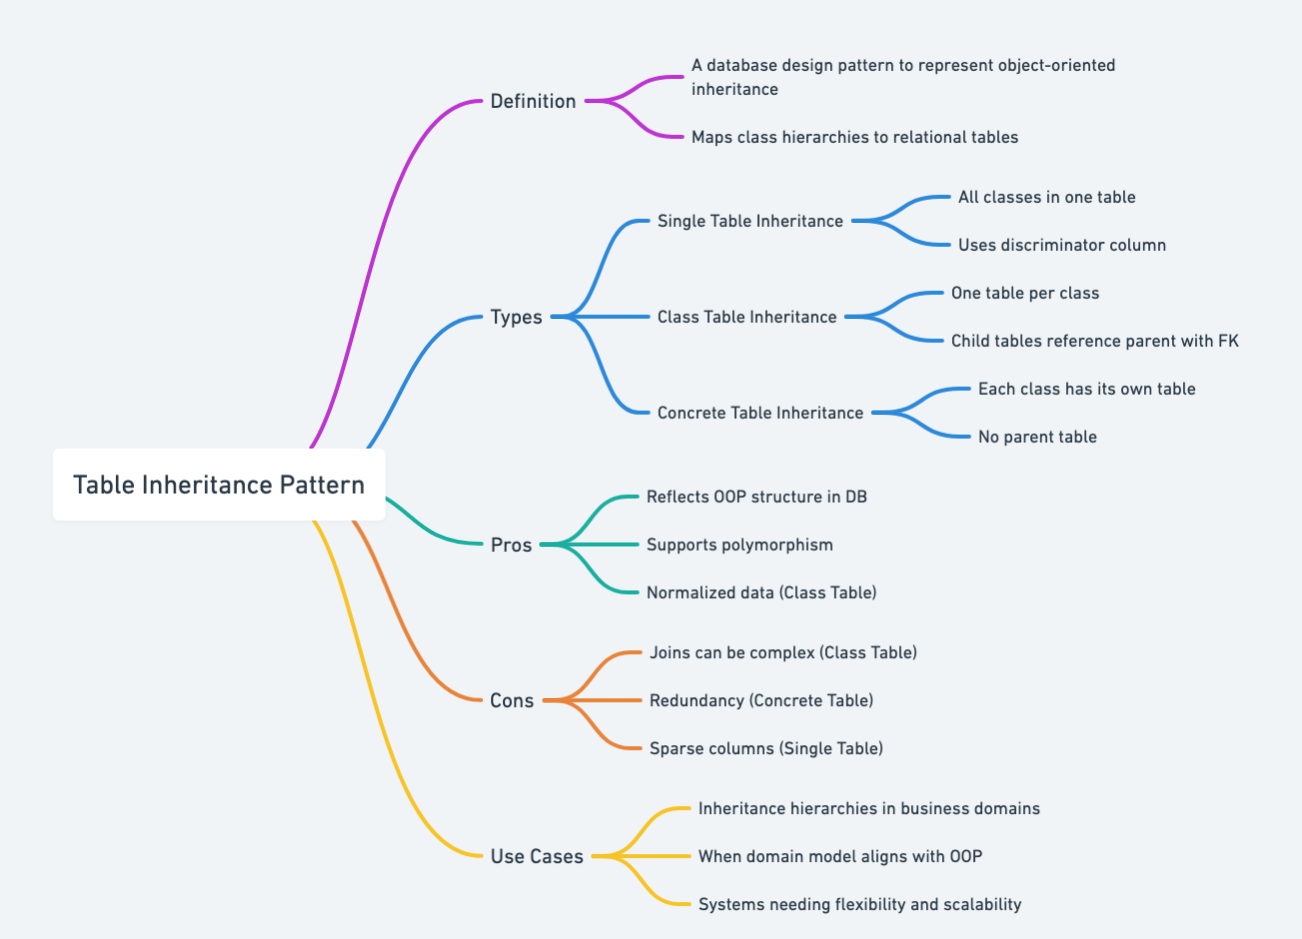 Table Inheritance Pattern
Definition
A database design pattern to represent object-oriented
inheritance
Maps class hierarchies to relational tables
Types
Single Table Inheritance
All classes in one table
Uses discriminator column
Class Table Inheritance
One table per class
Child tables reference parent with FK
Concrete Table Inheritance
Each class has its own table
No parent table
Pros
Reflects OOP structure in DB
Supports polymorphism
Normalized data (Class Table)
Cons
Joins can be complex (Class Table)
Redundancy (Concrete Table)
Sparse columns (Single Table)
Use Cases
Inheritance hierarchies in business domains
When domain model aligns with OOP
Systems needing flexibility and scalability